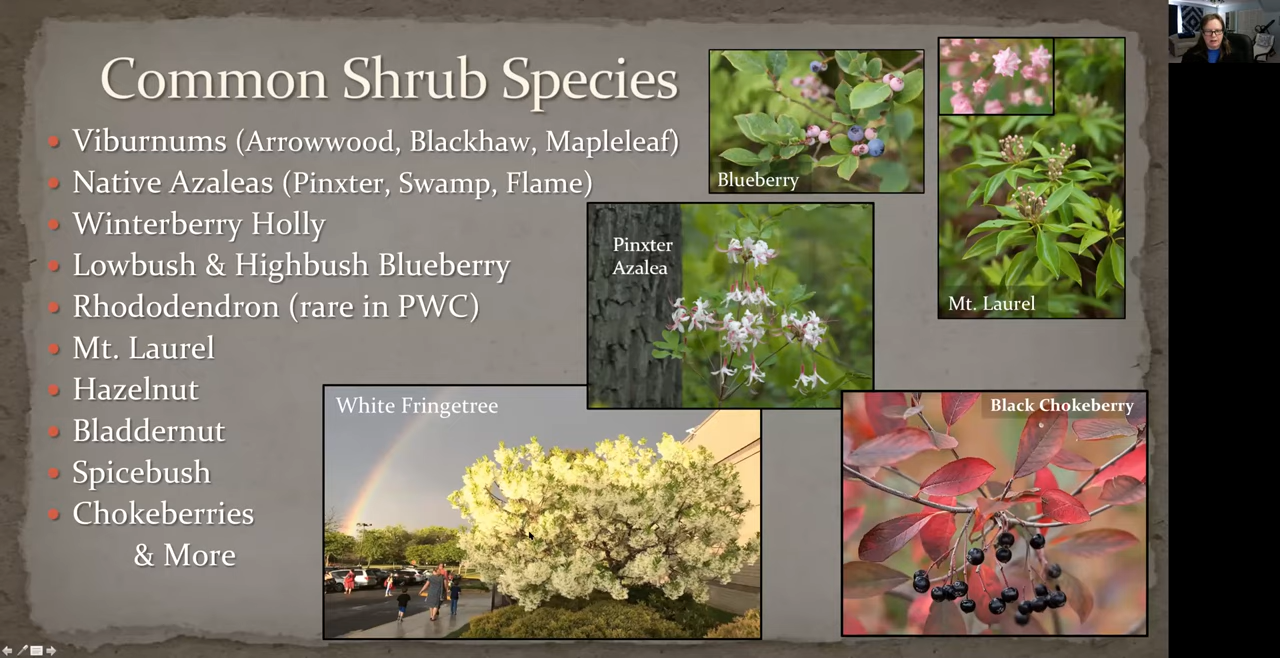 Common Shrub Species
Viburnums (Arrowwood, Blackhaw, Mapleleaf)
Native Azaleas (Pinxter, Swamp, Flame)
Winterberry Holly
Lowbush & Highbush Blueberry
Rhododendron (rare in PWC)
Mt. Laurel
Hazelnut
Bladdernut
Spicebush
Chokeberries
& More
Blueberry
Mt. Laurel
Pinxter
Azalea
White Fringetree
Black Chokeberry